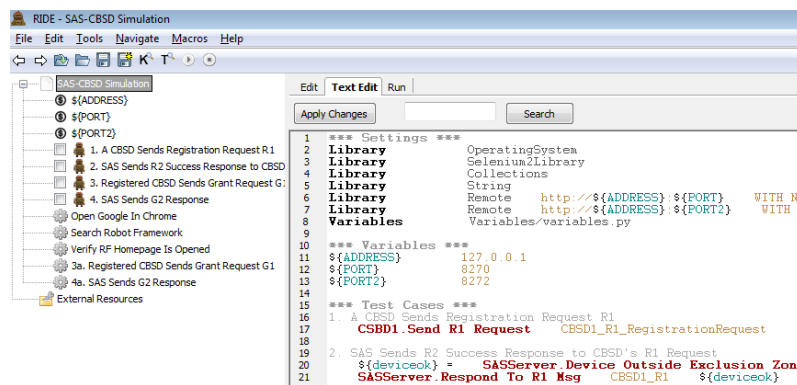 RIDE - SAS-CBSD Simulation
File Edit Tools Navigate Macros Help
SAS-CBSD Simulation
${ADDRESS}
${PORT}
${PORT2}
1. A CBSD Sends Registration Request R1
2. SAS Sends R2 Success Response to CBSD
3. Registered CBSD Sends Grant Request G
4. SAS Sends G2 Response
Open Google In Chrome
Search Robot Framework
Verify RF Homepage Is Opened
3a. Registered CBSD Sends Grant Request G1
4a. SAS Sends G2 Response
External Resources
Edit Text Edit Run
Apply Changes Search
1 *** Settings ***
2 Library OperatingSystem
3 Library Selenium2Library
4 Library Collections
5 Library String
6 Library Remote http://${ADDRESS}:${PORT} WITH N
7 Library Remote http://${ADDRESS}:${PORT2} WITH
8 Variables Variables/variables.py
9
10 *** Variables ***
11 ${ADDRESS} 127.0.0.1
12 ${PORT} 8270
13 ${PORT2} 8272
14
15 *** Test Cases ***
16 1. A CBSD Sends Registration Request R1
17 CSBD1.Send R1 Request CBSD1_R1_RegistrationRequest
18
19 2. SAS Sends R2 Success Response to CBSD's R1 Request
20 ${deviceok} = SASServer.Device Outside Exclusion Zon
21 SASServer.Respond To R1 Msg CBSD1_R1 ${deviceok}